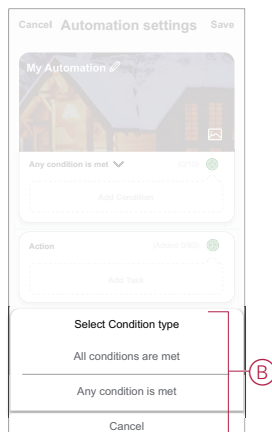 Cancel Automation settings Save
My Automation
Any condition is met
Add Condition
Action
Add Task
Select Condition type
All conditions are met
B
Any condition is met
Cancel